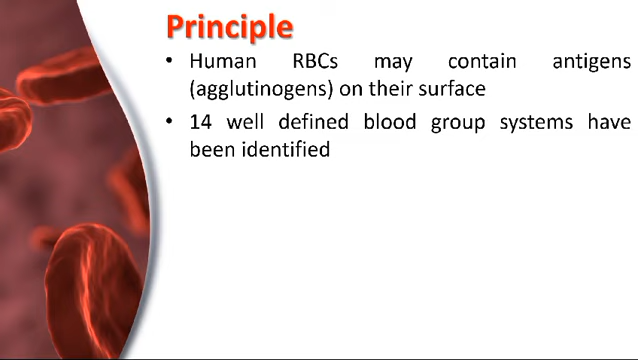 Principle
• Human RBCs may contain antigens
(agglutinogens) on their surface
• 14 well defined blood group systems have
been identified